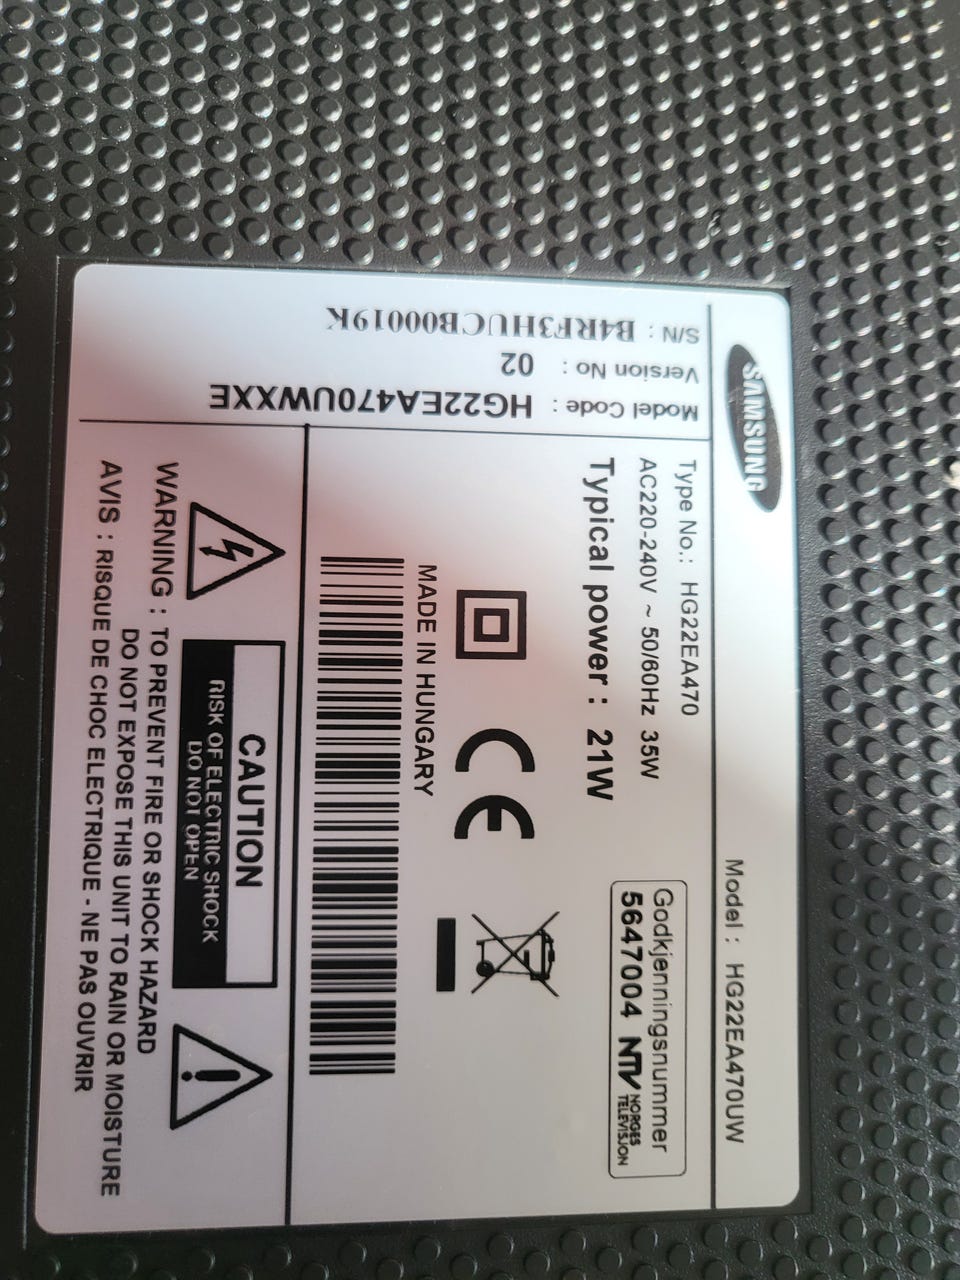 SAMSUNG
Model : HG22EA470UW
Type No.: HG22EA470
AC220-240V ~ 50/60Hz 35W
Typical power : 21W
Godkjenningsnummer
5647004 NTV NORGES
TELEVISJON
MADE IN HUNGARY
CAUTION
RISK OF ELECTRIC SHOCK
DO NOT OPEN
WARNING : TO PREVENT FIRE OR SHOCK HAZARD
DO NOT EXPOSE THIS UNIT TO RAIN OR MOISTURE
AVIS : RISQUE DE CHOC ELECTRIQUE - NE PAS OUVRIR
Model Code : HG22EA470UWXXE
Version No : 02
S/N : B4RF3HUCB00019K